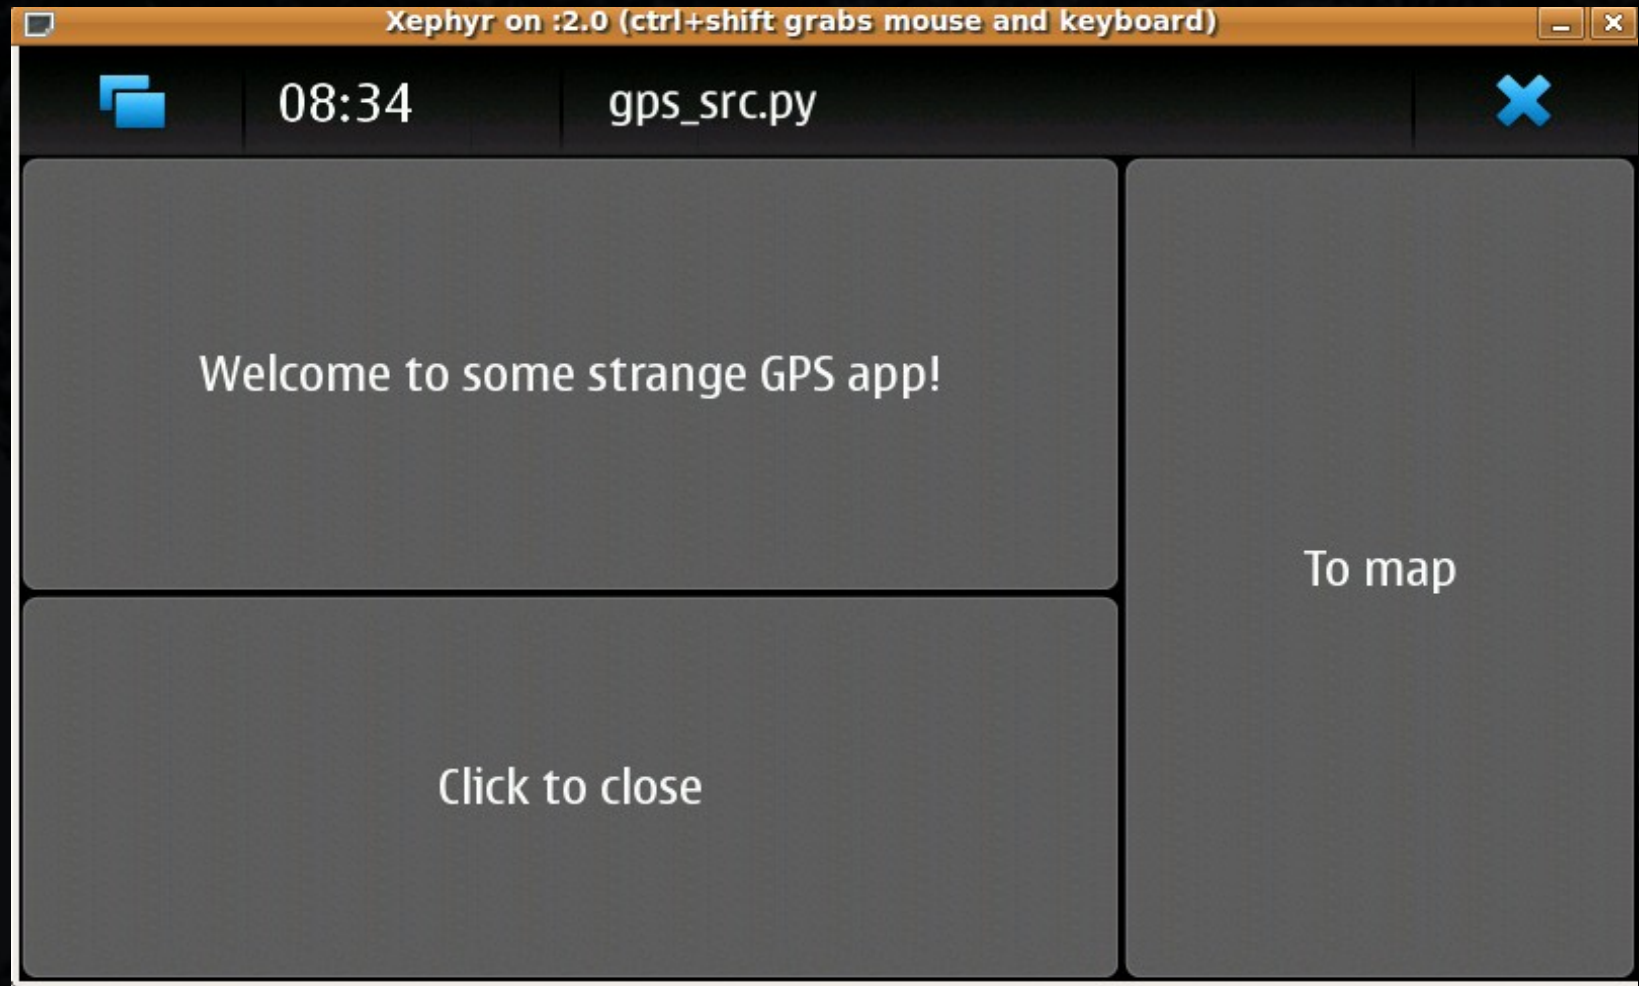 Xephyr on :2.0 (ctrl+shift grabs mouse and keyboard)
08:34 gps_src.py
Welcome to some strange GPS app!
To map
Click to close